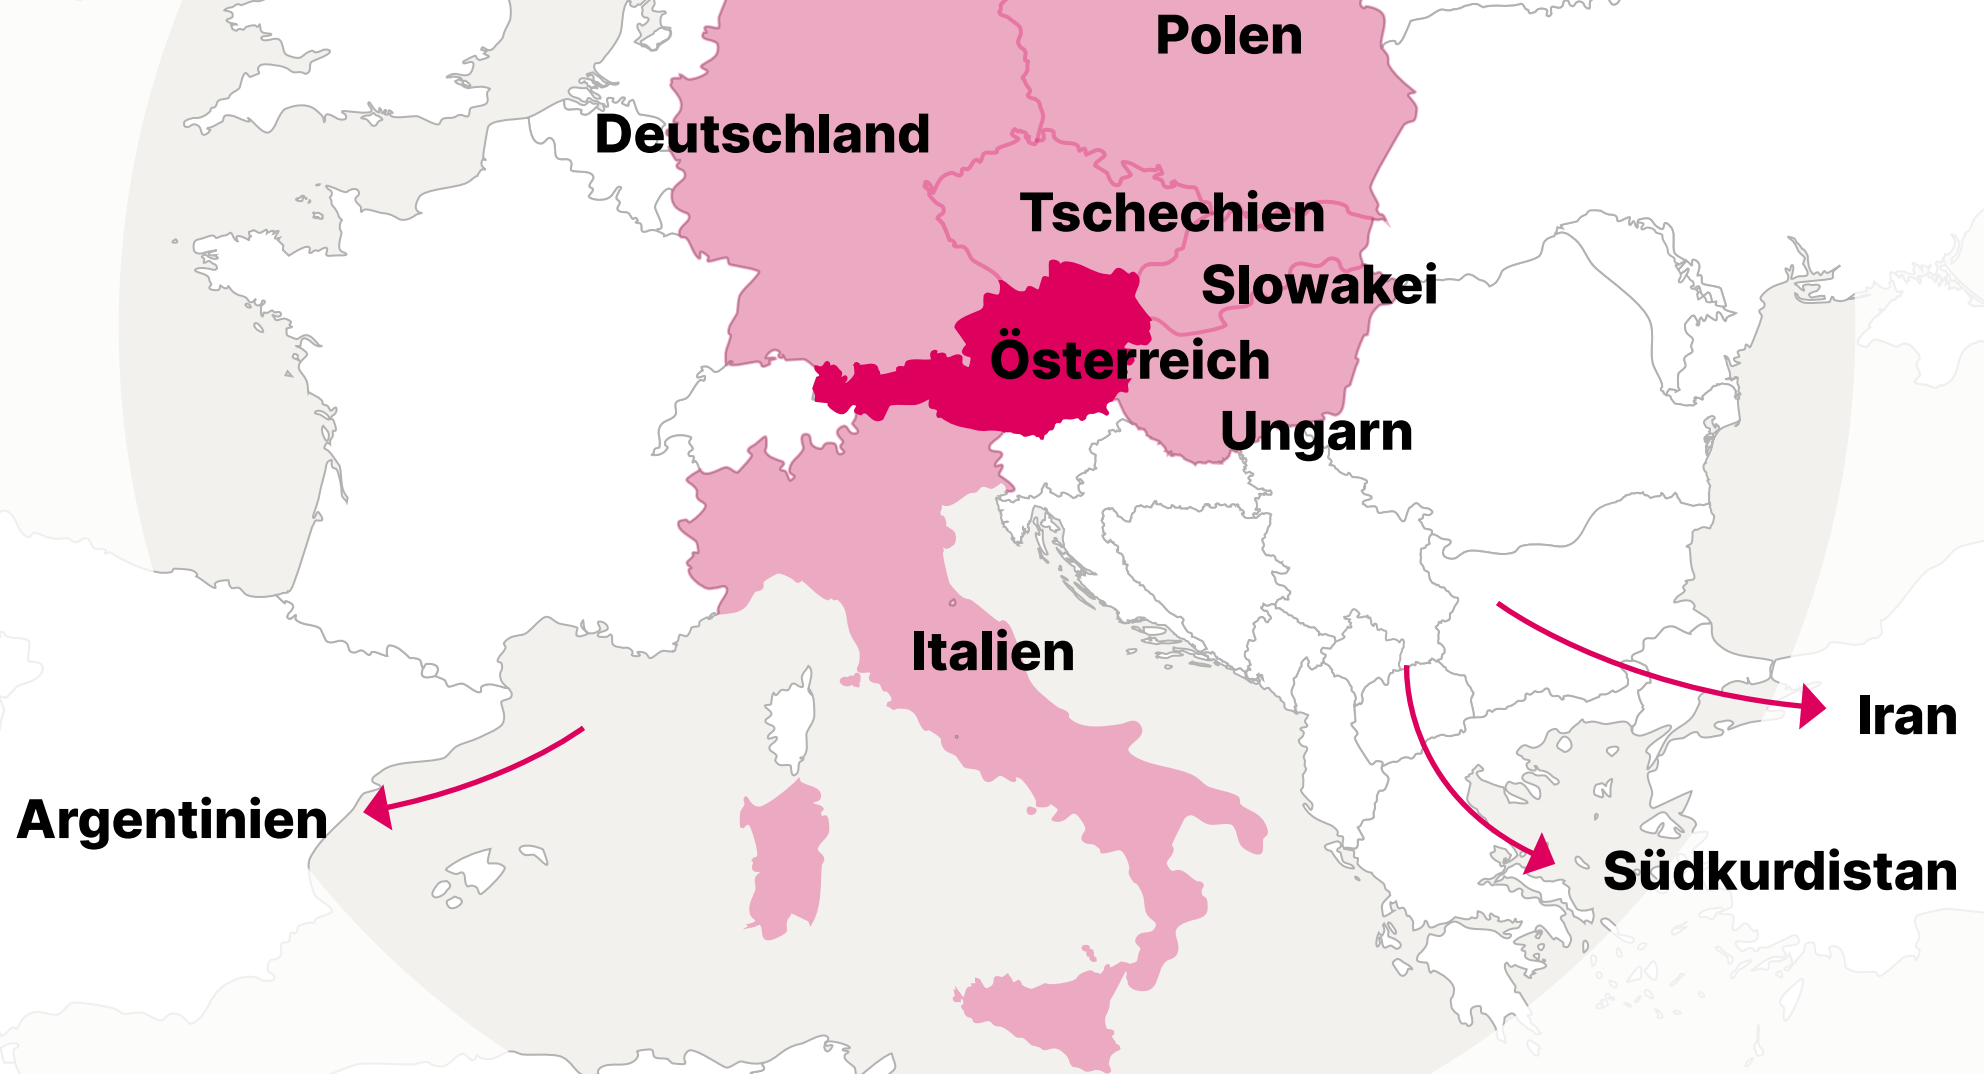 Polen
Deutschland
Tschechien
Slowakei
Österreich
Ungarn
Italien
Iran
Argentinien
Südkurdistan